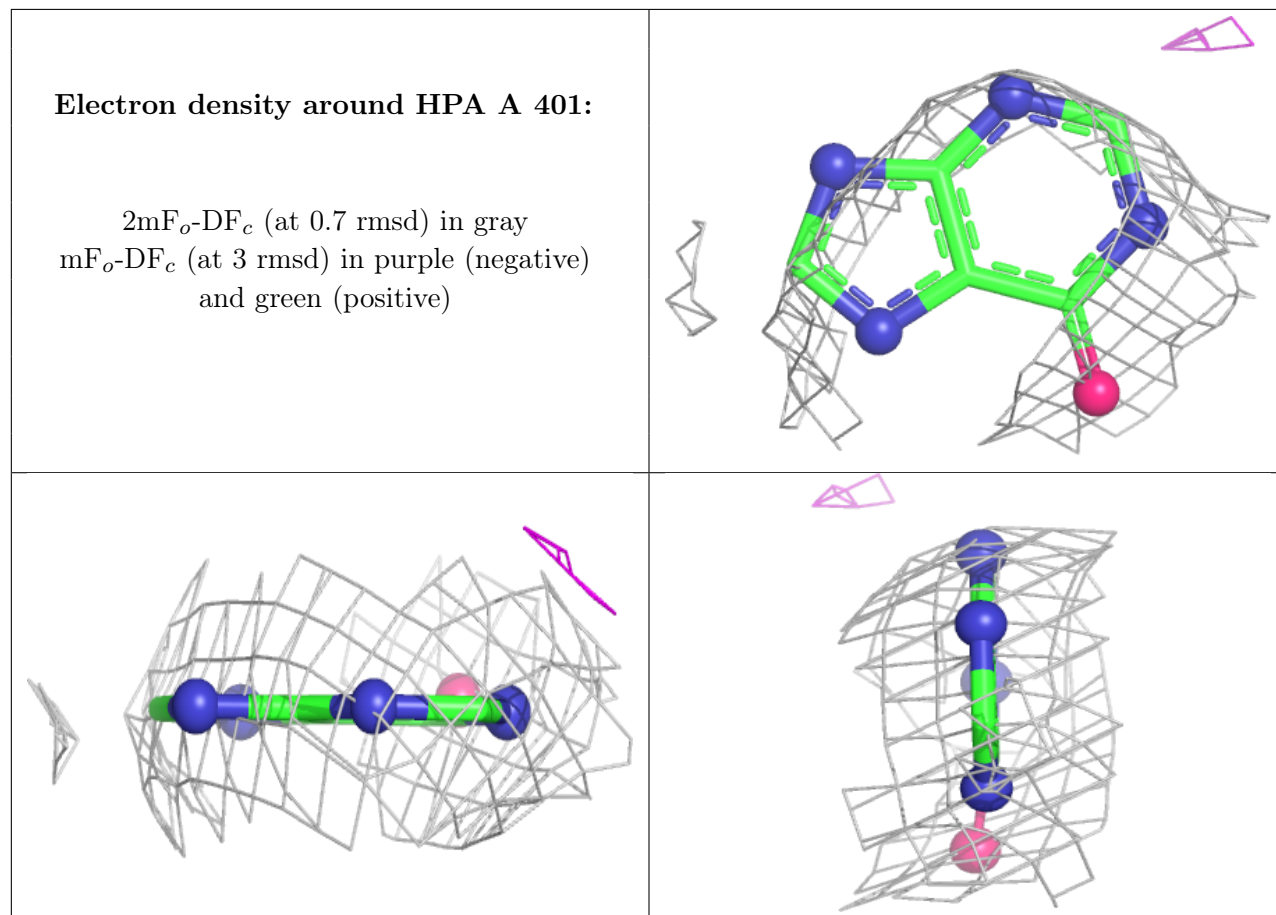 Electron density around HPA A 401:
2mFo-DFc (at 0.7 rmsd) in gray
mFo-DFc (at 3 rmsd) in purple (negative)
and green (positive)